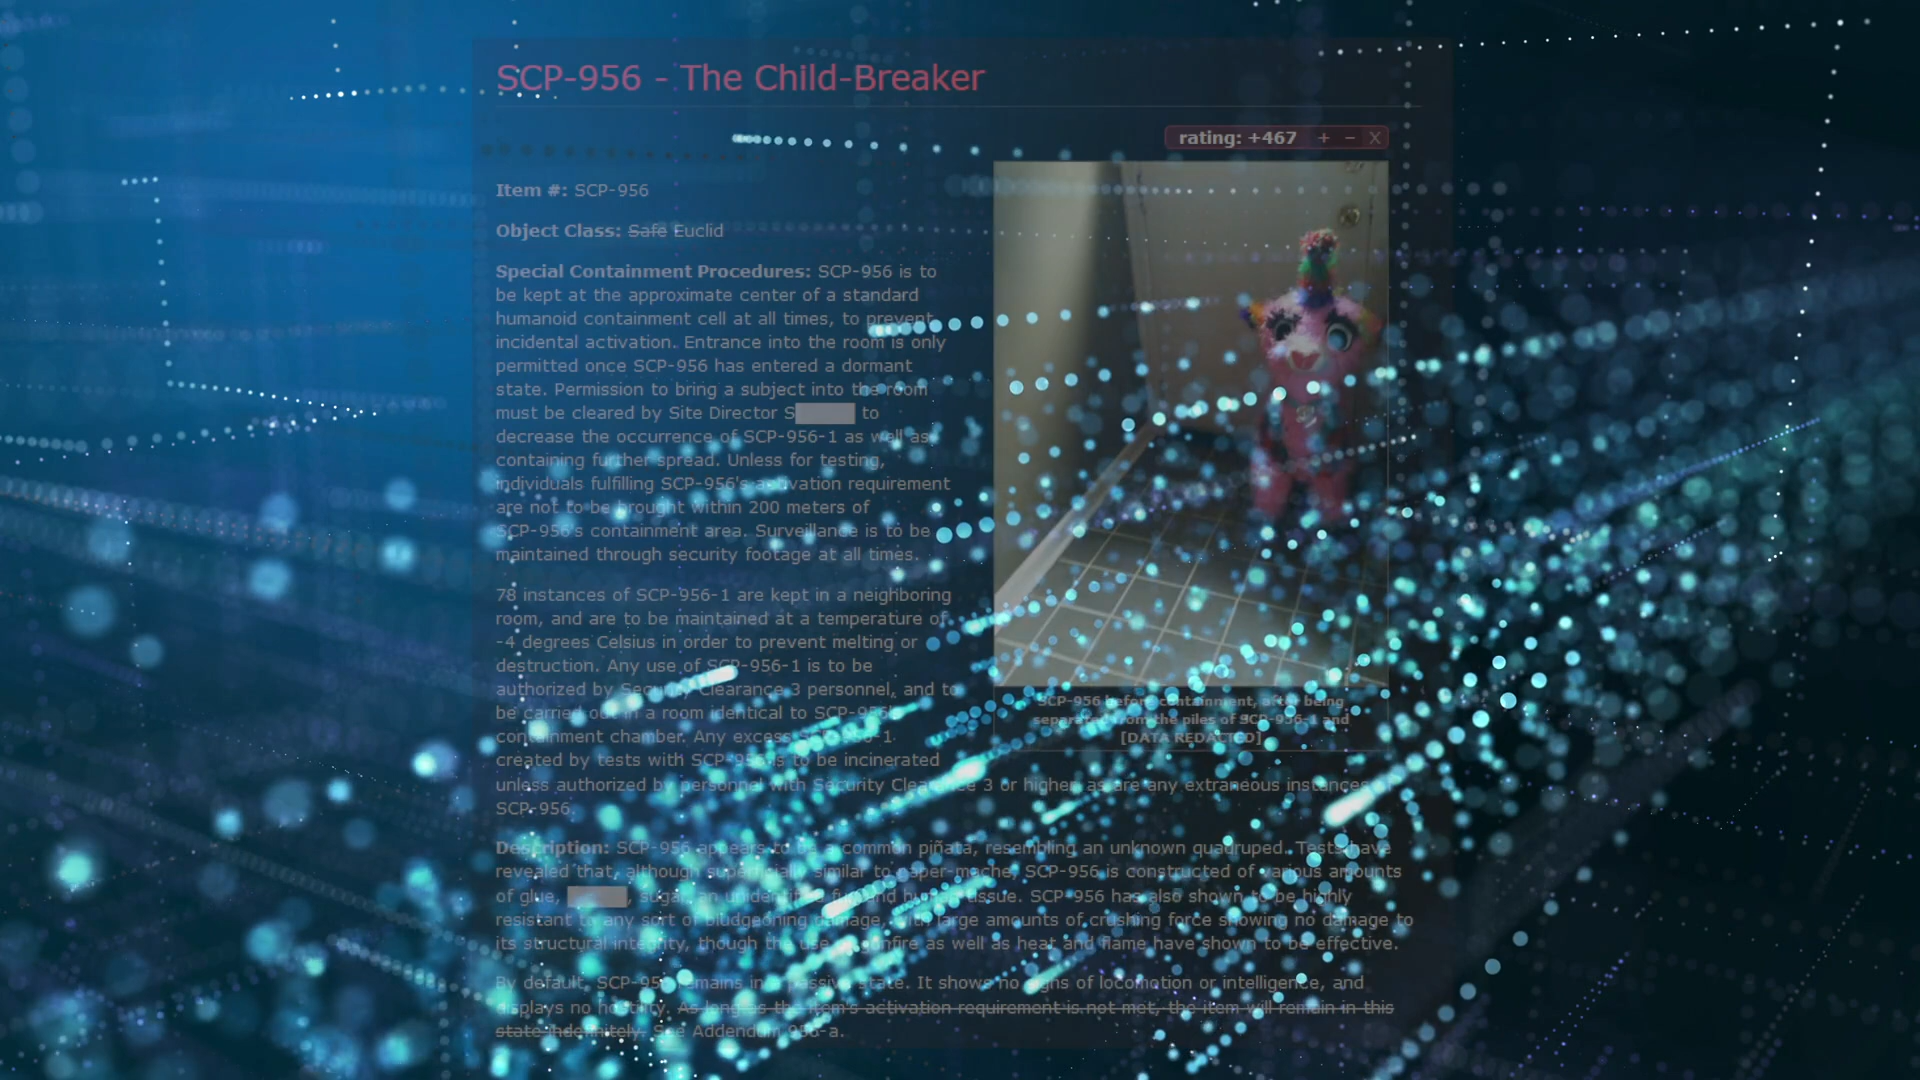 SCP-956 - The Child-Breaker
rating: +467 + − X
Item #: SCP-956
Object Class: Safe Euclid
Special Containment Procedures: SCP-956 is to
be kept at the approximate center of a standard
humanoid containment cell at all times, to prevent
incidental activation. Entrance into the room is only
permitted once SCP-956 has entered a dormant
state. Permission to bring a subject into the room
must be cleared by Site Director S to
decrease the occurrence of SCP-956-1 as well as
containing further spread. Unless for testing,
individuals fulfilling SCP-956's activation requirement
are not to be brought within 200 meters of
SCP-956's containment area. Surveillance is to be
maintained through security footage at all times.
78 instances of SCP-956-1 are kept in a neighboring
room, and are to be maintained at a temperature of
-4 degrees Celsius in order to prevent melting or
destruction. Any use of SCP-956-1 is to be
authorized by Security Clearance 3 personnel, and to
be carried out in a room identical to SCP-956's
containment chamber. Any excess SCP-956-1
created by tests with SCP-956 is to be incinerated
unless authorized by personnel with Security Clearance 3 or higher, as are any extraneous instances of
SCP-956.
SCP-956 before containment, after being
separated from the piles of SCP-956-1 and
[DATA REDACTED]
Description: SCP-956 appears to be a common piñata, resembling an unknown quadruped. Tests have
revealed that, although superficially similar to paper-mache, SCP-956 is constructed of various amounts
of glue, , sugar, an unidentified fur, and human tissue. SCP-956 has also shown to be highly
resistant to any sort of bludgeoning damage, with large amounts of crushing force showing no damage to
its structural integrity, though the use of gunfire as well as heat and flame have shown to be effective.
By default, SCP-956 remains in a passive state. It shows no signs of locomotion or intelligence, and
displays no hostility. As long as the item's activation requirement is not met, the item will remain in this
state indefinitely. See Addendum 956-a.